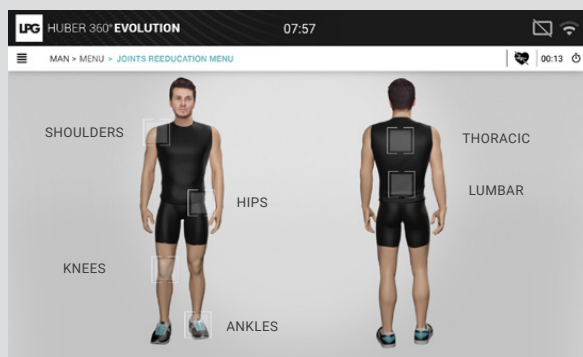 LPG HUBER 360° EVOLUTION 07:57
MAN > MENU > JOINTS REEDUCATION MENU 00:13
SHOULDERS
THORACIC
LUMBAR
HIPS
KNEES
ANKLES